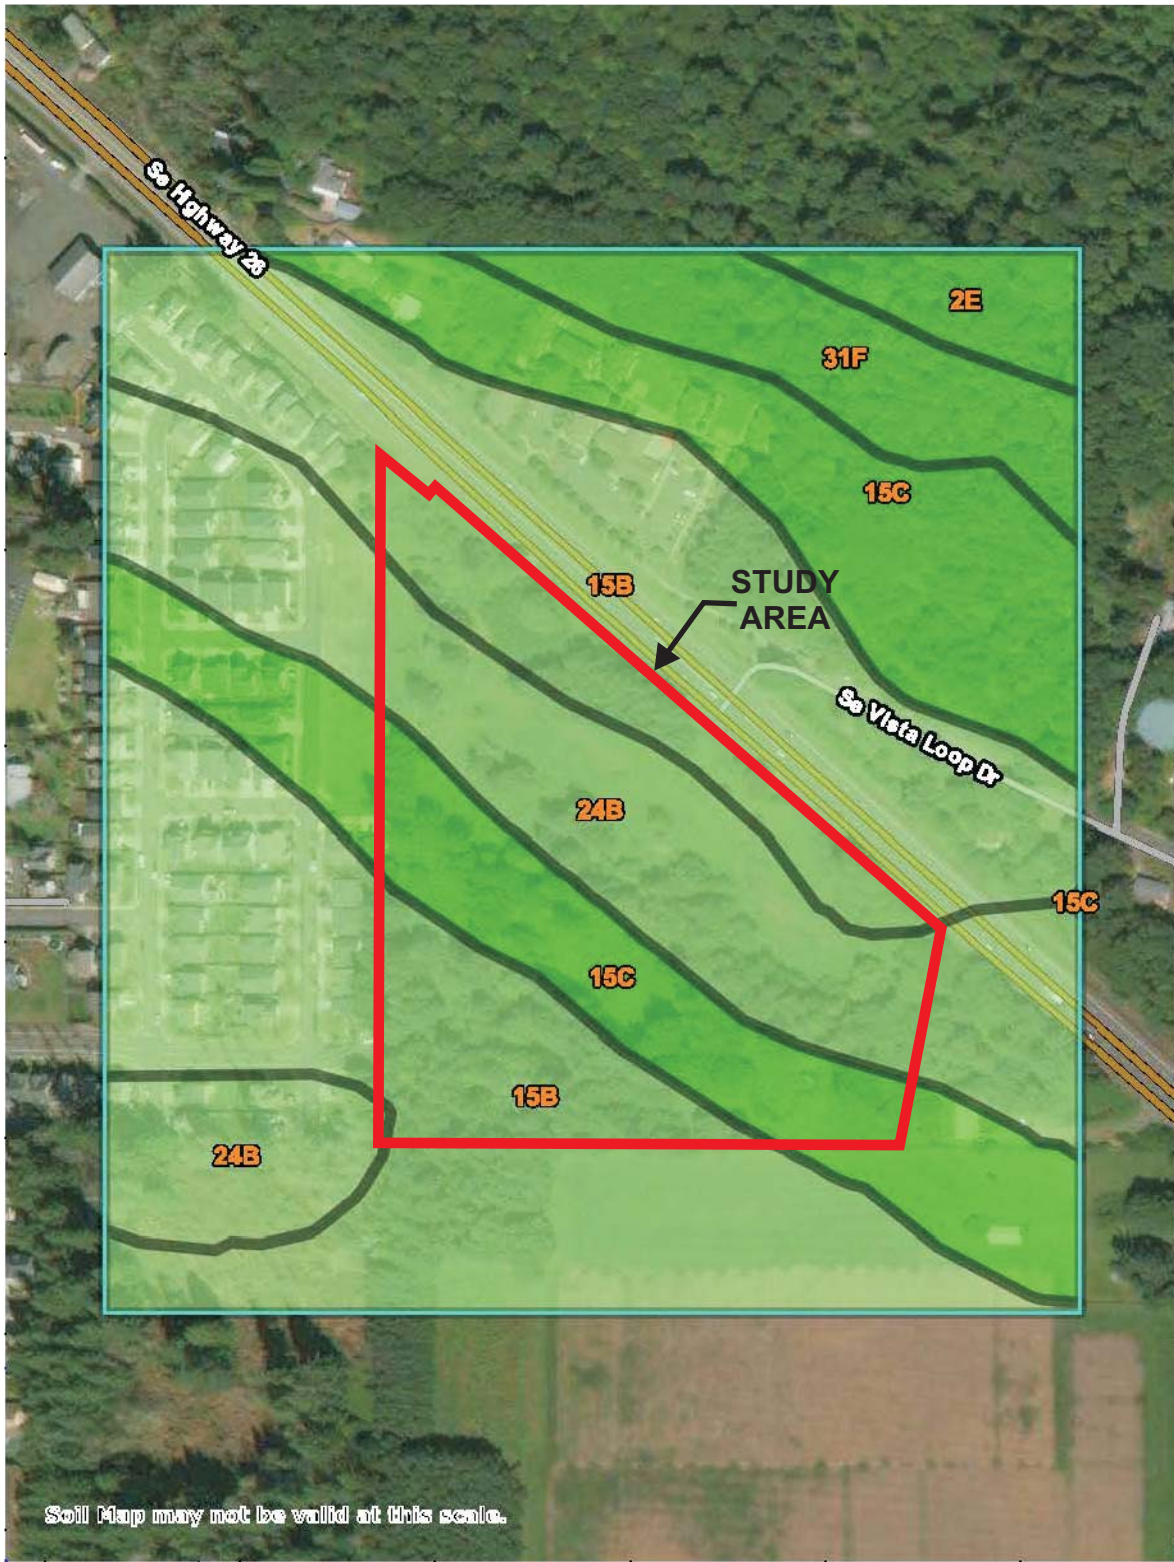 Se Hghway 26
2E
31F
15C
15B
STUDY
AREA
Se Vista Loop Dr
24B
15C
15C
15B
24B
Soil Map may not be valid at this scale.